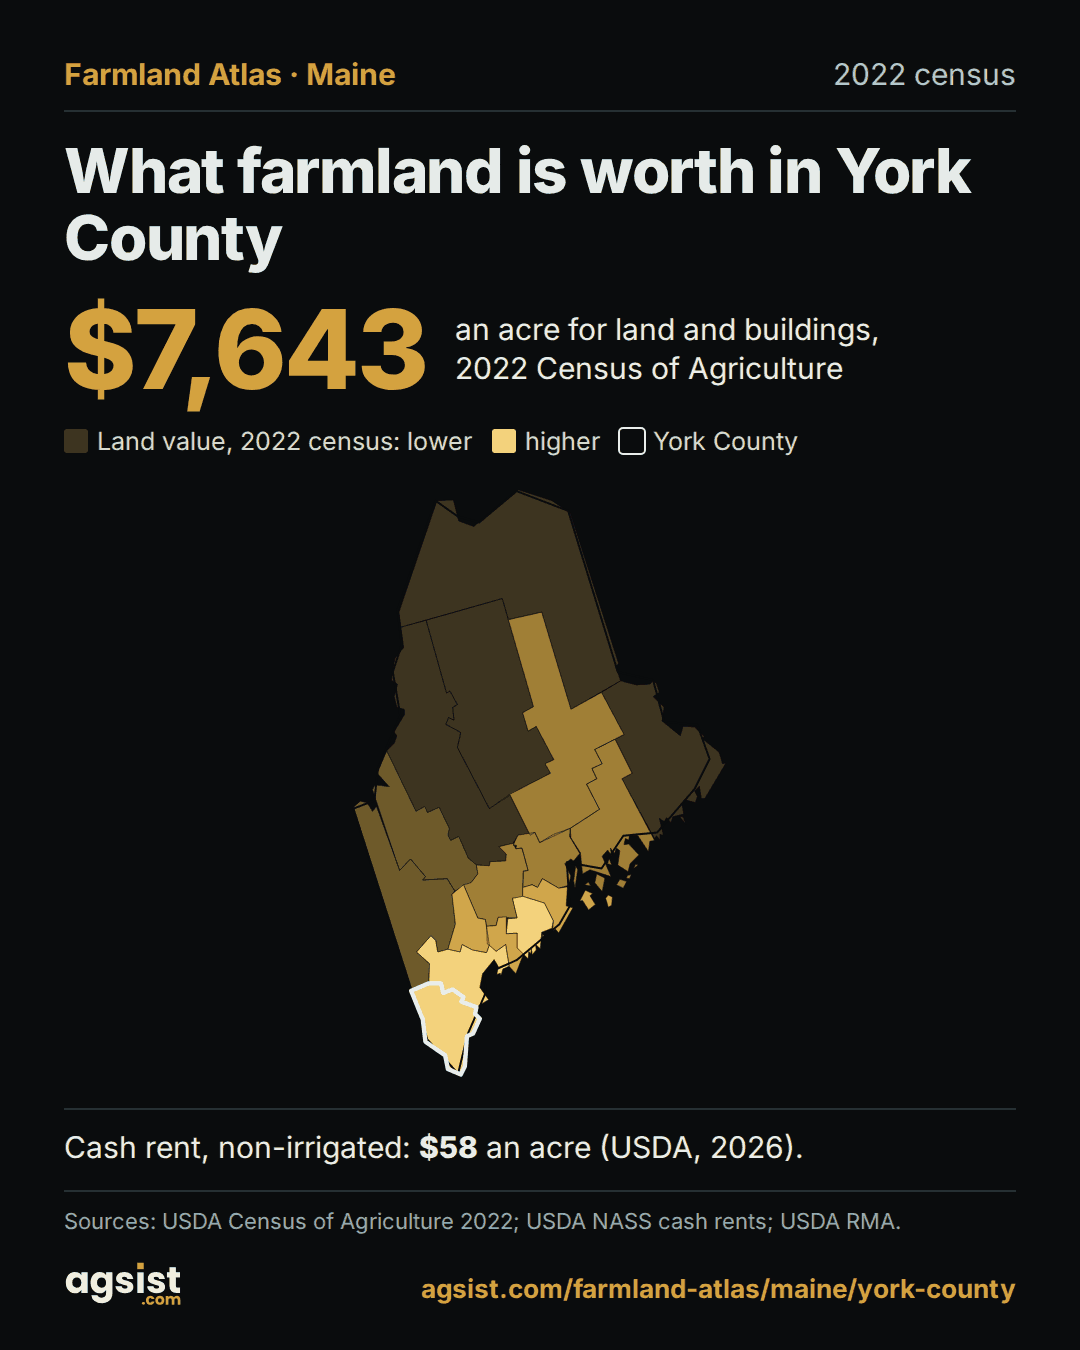 Farmland Atlas · Maine
2022 census
What farmland is worth in York
County
$7,643
an acre for land and buildings,
2022 Census of Agriculture
Land value, 2022 census: lower
higher
York County
Cash rent, non-irrigated: $58 an acre (USDA, 2026).
Sources: USDA Census of Agriculture 2022; USDA NASS cash rents; USDA RMA.
agsist
.com
agsist.com/farmland-atlas/maine/york-county